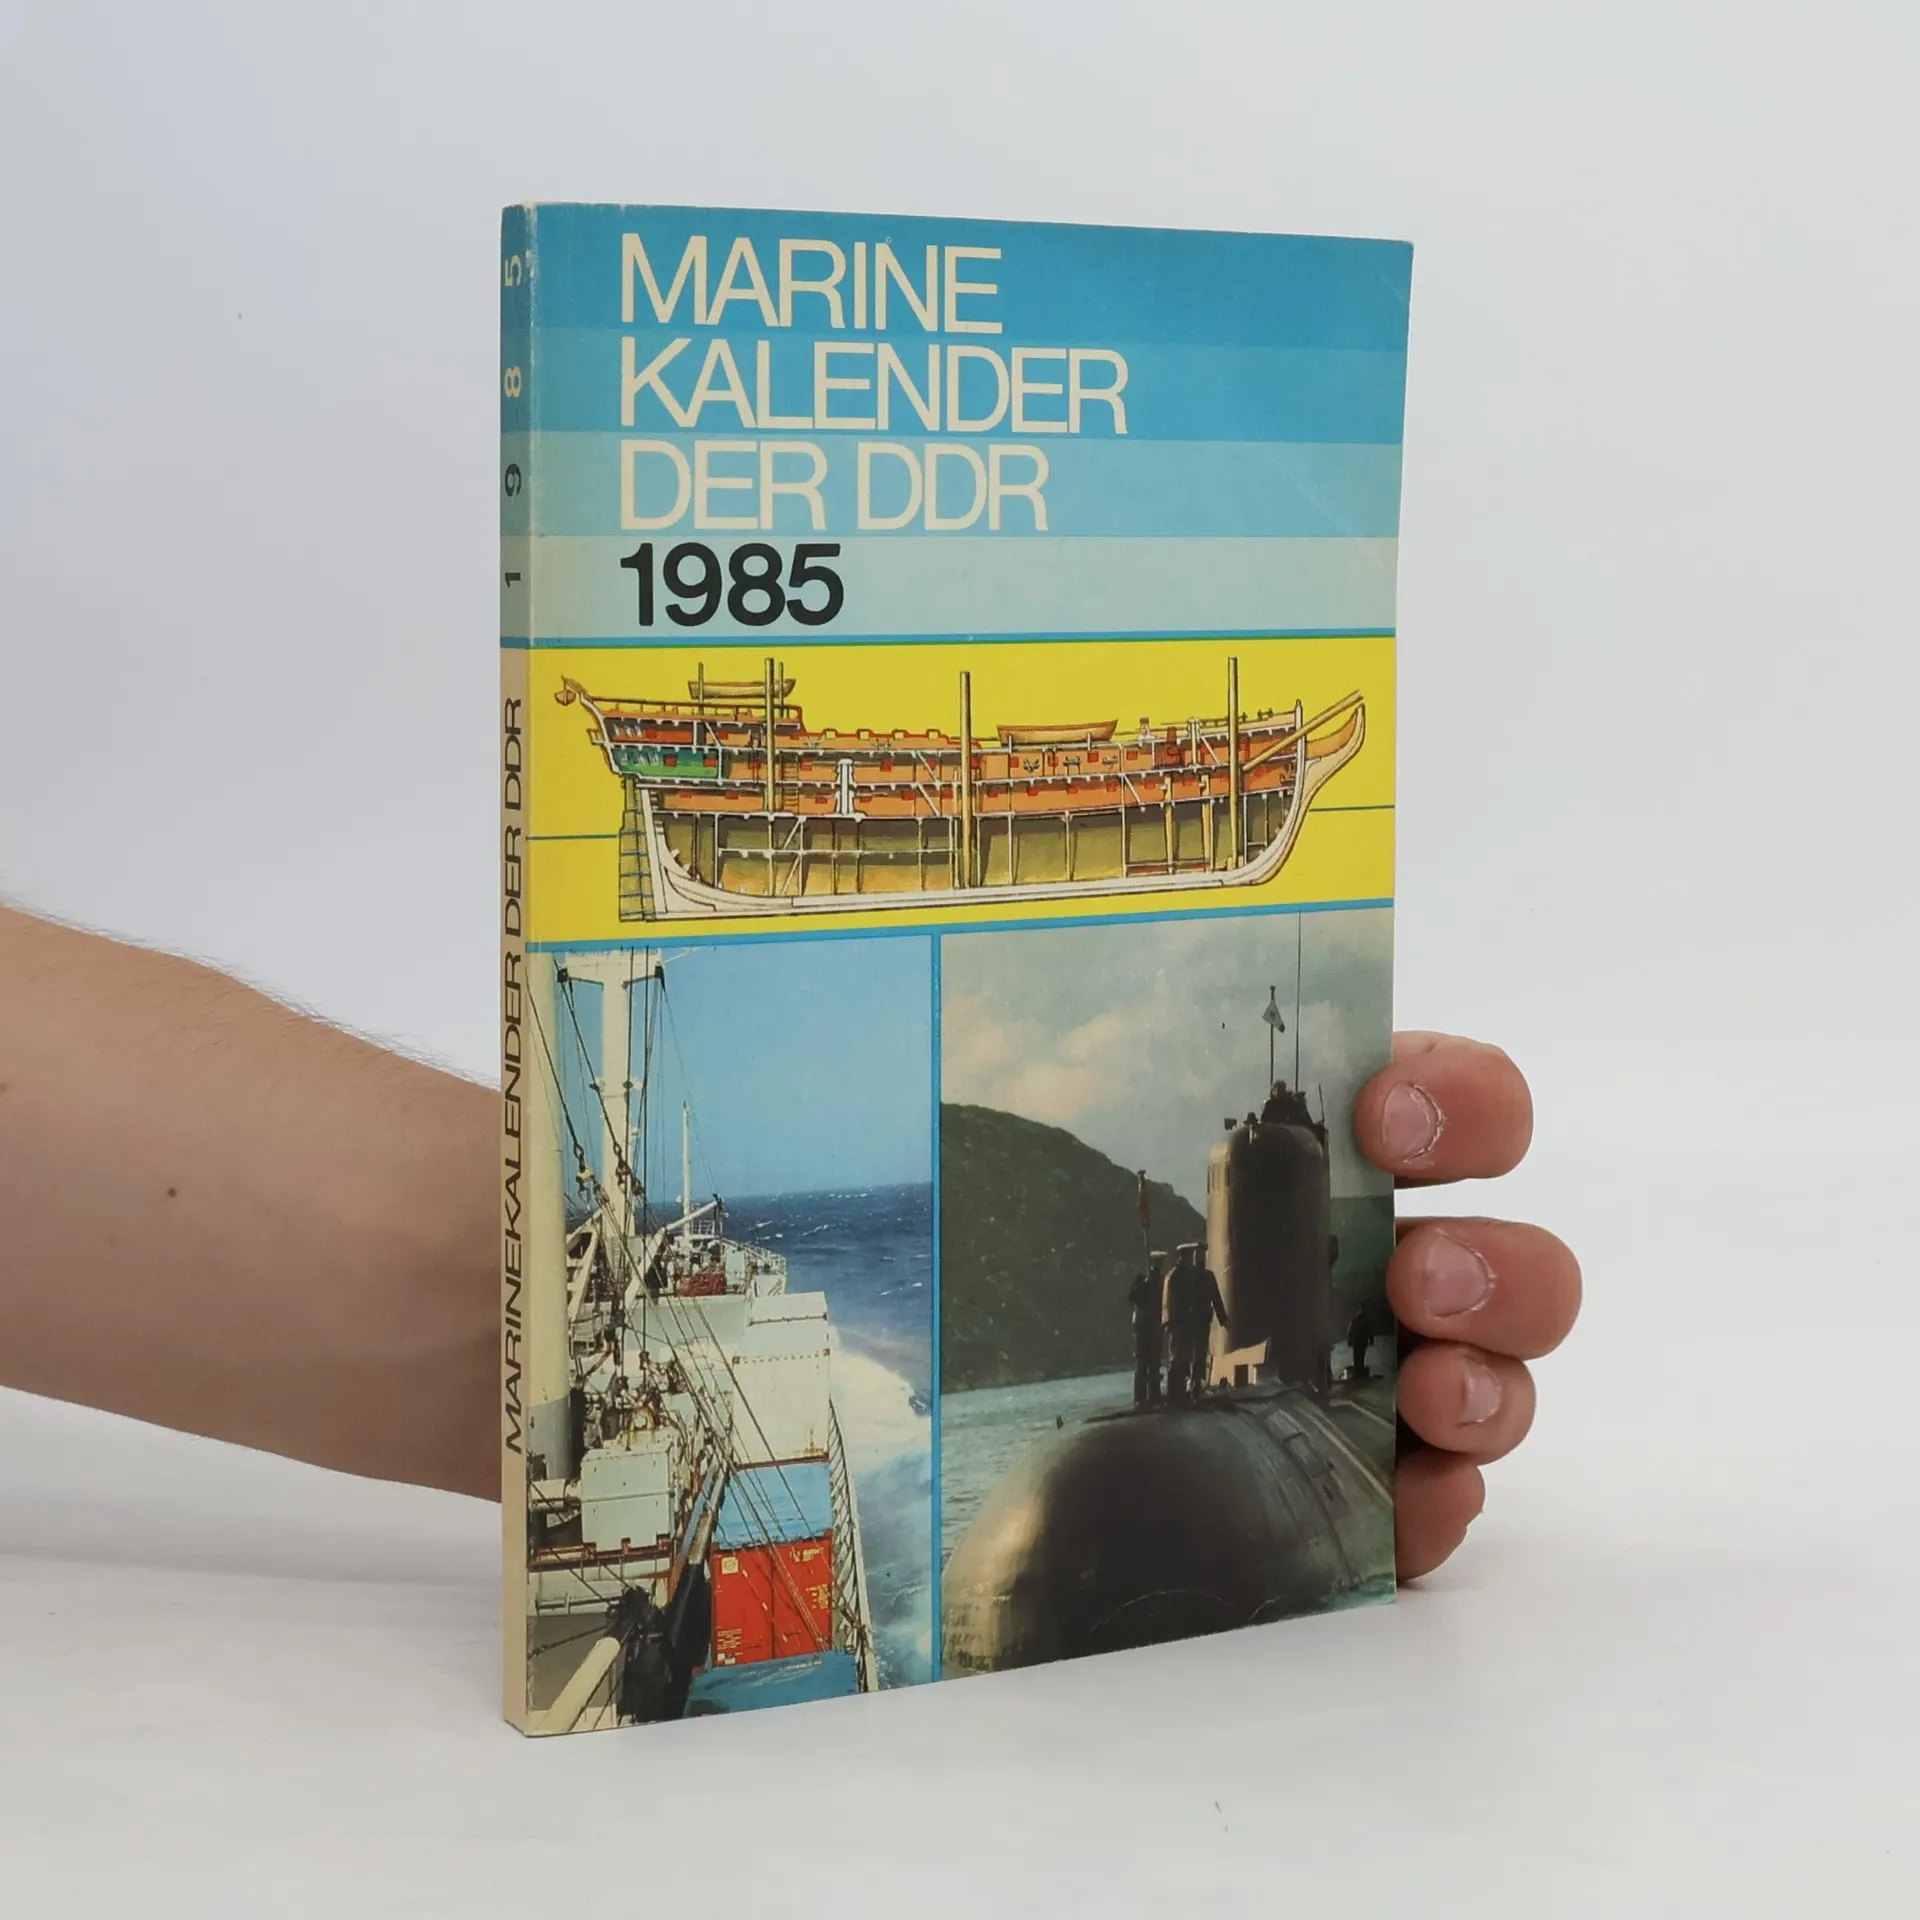 MARINE
KALENDER
DER DDR
1985
MARINEKALENDER DER DDR 1985